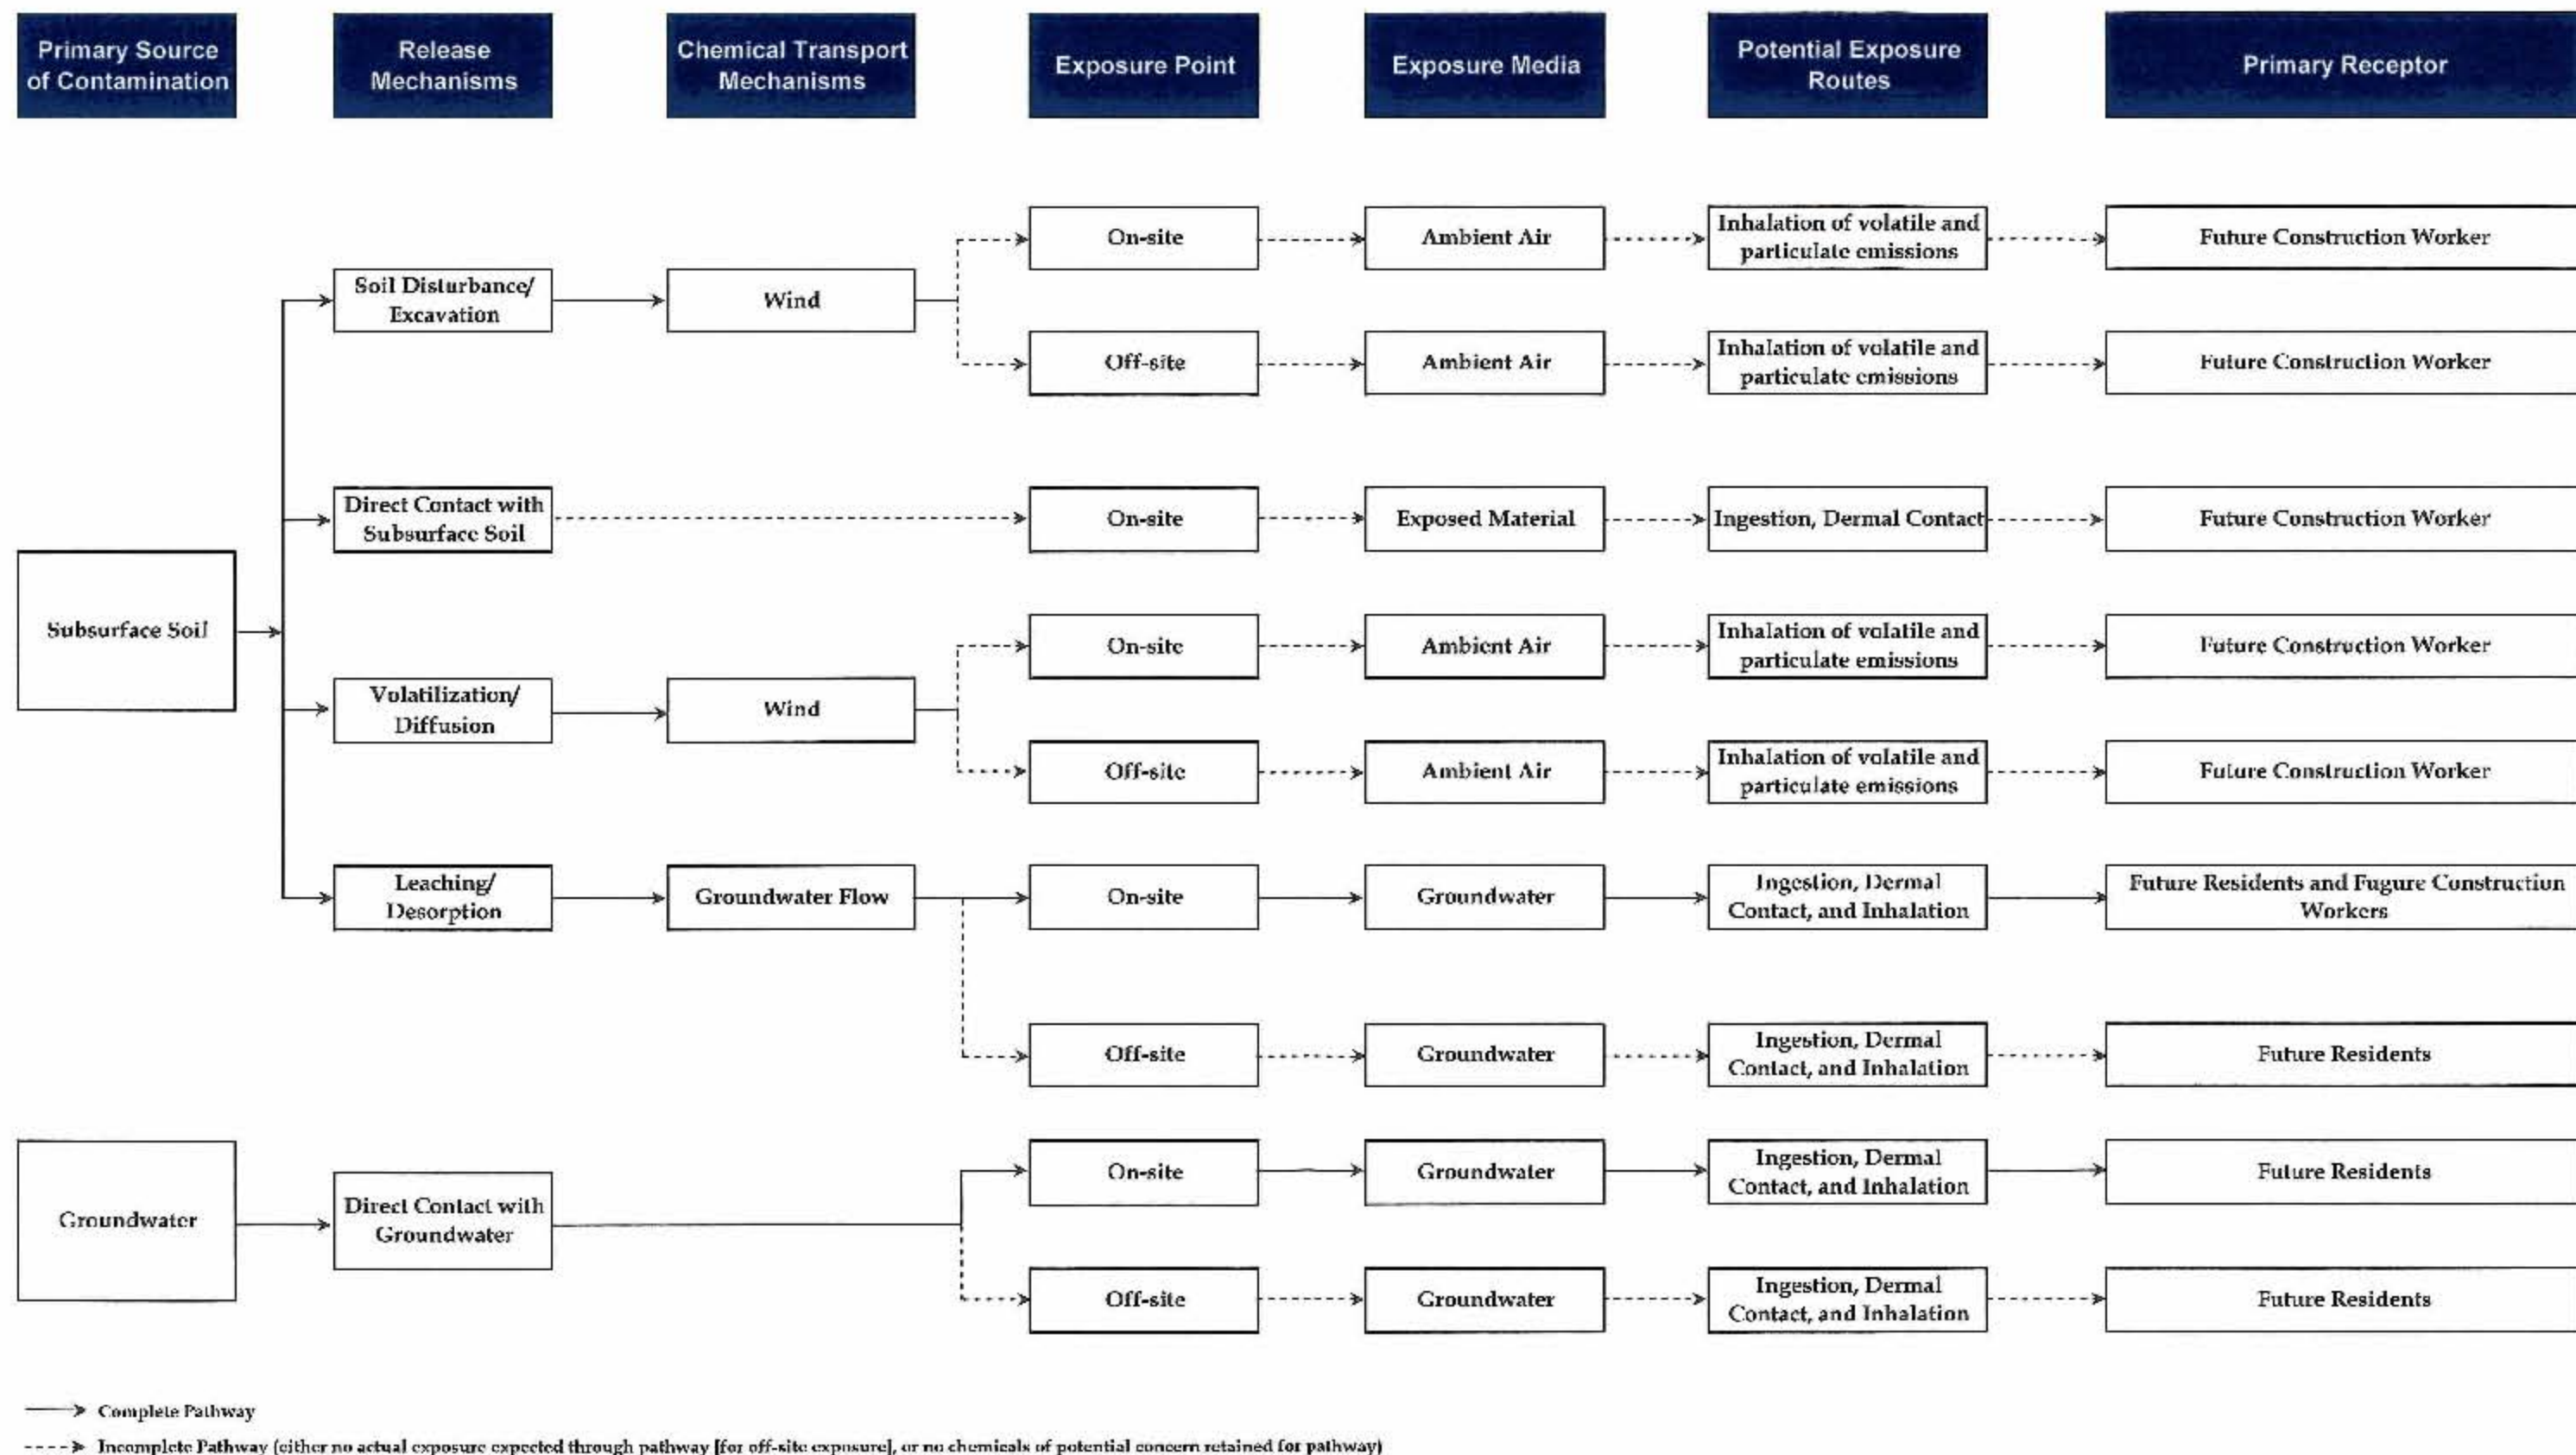 Primary Source
of Contamination
Release
Mechanisms
Chemical Transport
Mechanisms
Exposure Point
Exposure Media
Potential Exposure
Routes
Primary Receptor
On-site
Ambient Air
Inhalation of volatile and
particulate emissions
Future Construction Worker
Soil Disturbance/
Excavation
Wind
Off-site
Ambient Air
Inhalation of volatile and
particulate emissions
Future Construction Worker
Direct Contact with
Subsurface Soil
On-site
Exposed Material
Ingestion, Dermal Contact
Future Construction Worker
Subsurface Soil
On-site
Ambient Air
Inhalation of volatile and
particulate emissions
Future Construction Worker
Volatilization/
Diffusion
Wind
Off-site
Ambient Air
Inhalation of volatile and
particulate emissions
Future Construction Worker
Leaching/
Desorption
Groundwater Flow
On-site
Groundwater
Ingestion, Dermal
Contact, and Inhalation
Future Residents and Fugure Construction
Workers
Off-site
Groundwater
Ingestion, Dermal
Contact, and Inhalation
Future Residents
Groundwater
Direct Contact with
Groundwater
On-site
Groundwater
Ingestion, Dermal
Contact, and Inhalation
Future Residents
Off-site
Groundwater
Ingestion, Dermal
Contact, and Inhalation
Future Residents
Complete Pathway
Incomplete Pathway (either no actual exposure expected through pathway [for off-site exposure], or no chemicals of potential concern retained for pathway)